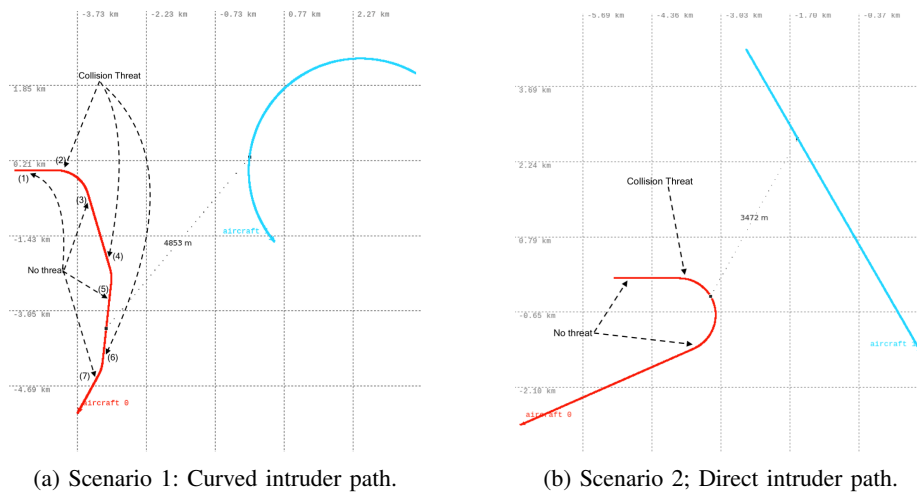 -3.73 km -2.23 km -0.73 km 0.77 km 2.27 km
Collision Threat
1.85 km
0.21 km
(2)
(1)
(3)
-1.43 km
aircraft
4853 m
(4)
No threat
(5)
-3.05 km
(6)
(7)
-4.69 km
aircraft 0
(a) Scenario 1: Curved intruder path.
-5.69 km -4.36 km -3.03 km -1.70 km -0.37 km
3.69 km
2.24 km
Collision Threat
3472 m
0.79 km
-0.65 km
No threat
aircraft 1
-2.10 km
aircraft 0
(b) Scenario 2; Direct intruder path.